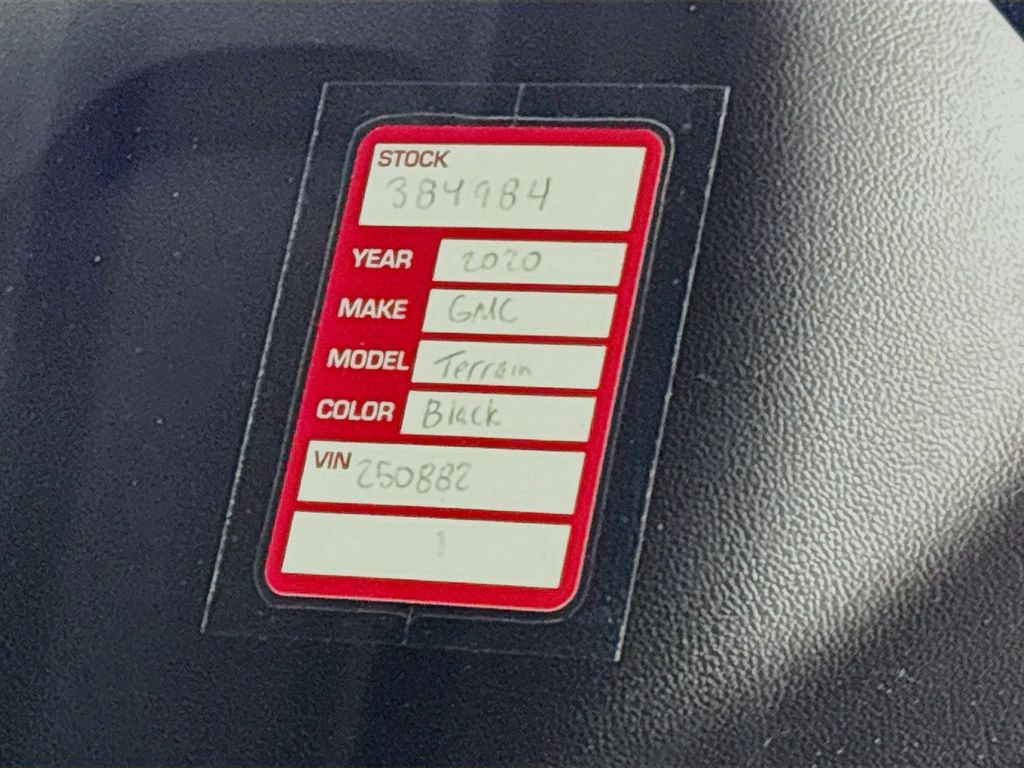 STOCK
384984
YEAR 2020
MAKE GMC
MODEL Terrain
COLOR Black
VIN 250882
1